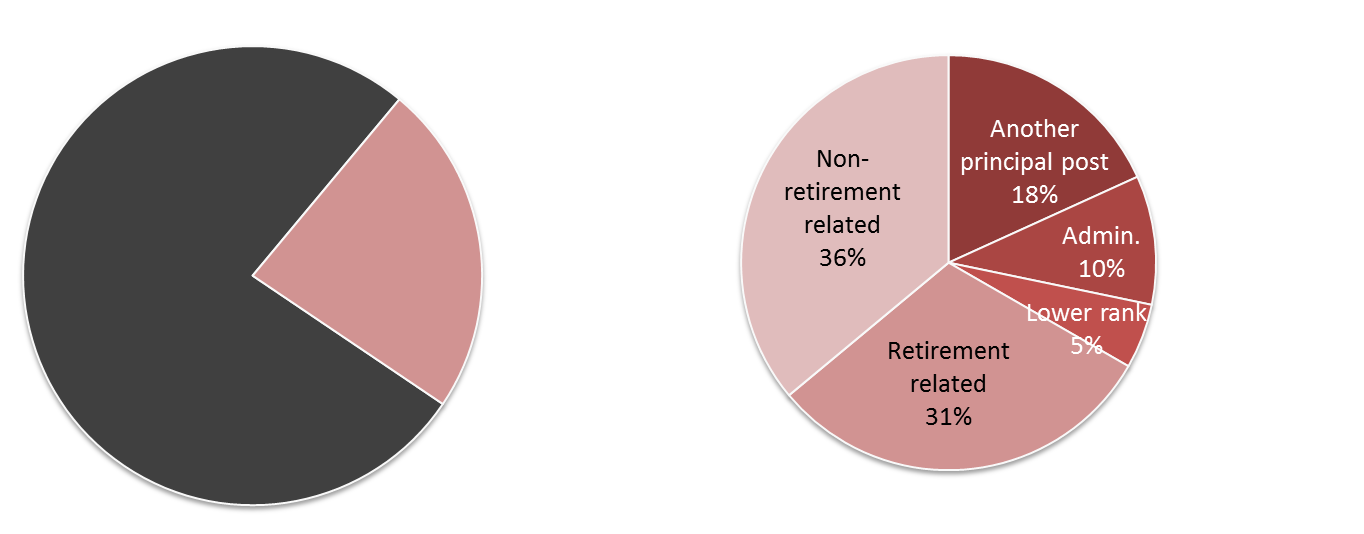 Another
principal post
18%
Admin.
10%
Lower rank
5%
Retirement
related
31%
Non-
retirement
related
36%